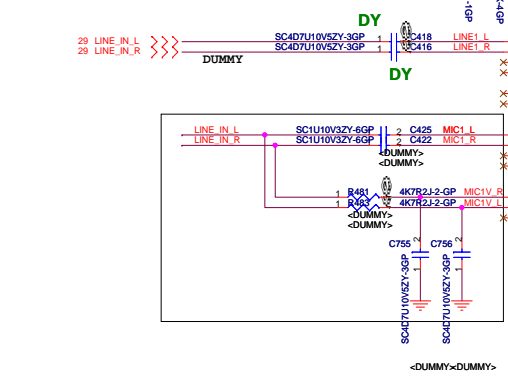 -1GP
-4GP
DY
29 LINE_IN_L SC4D7U10V5ZY-3GP 1 C418 LINE1_L
29 LINE_IN_R SC4D7U10V5ZY-3GP 1 C416 LINE1_R
DUMMY
DY
LINE_IN_L SC1U10V3ZY-6GP 2 C425 MIC1_L
LINE_IN_R SC1U10V3ZY-6GP 2 C422 MIC1_R
<DUMMY>
<DUMMY>
1 R481 4K7R2J-2-GP MIC1V_R
1 R483 4K7R2J-2-GP MIC1V_L
<DUMMY>
<DUMMY>
C755 2 C756 2
1 1
SC4D7U10V5ZY-3GP
SC4D7U10V5ZY-3GP
<DUMMY>
<DUMMY>